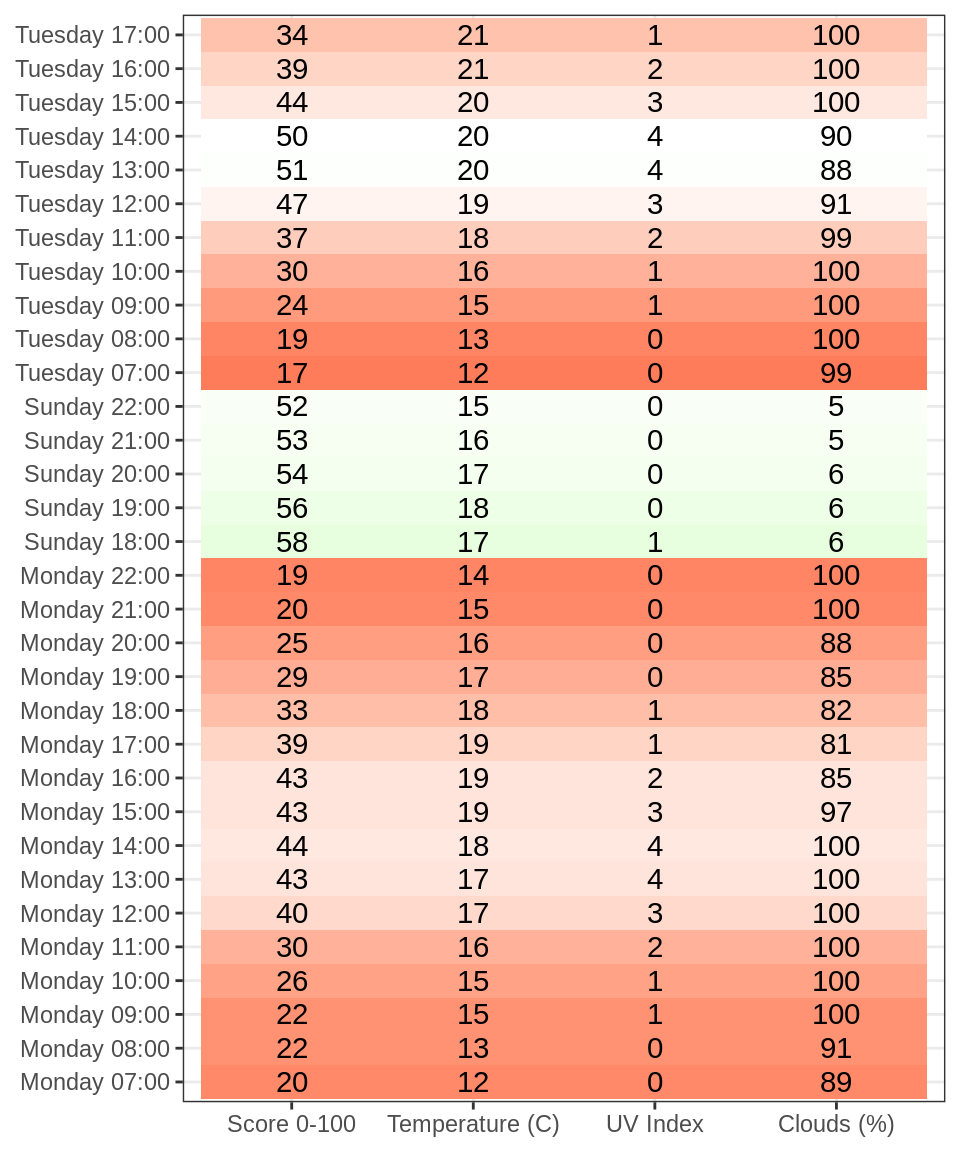 Tuesday 17:00 34 21 1 100
Tuesday 16:00 39 21 2 100
Tuesday 15:00 44 20 3 100
Tuesday 14:00 50 20 4 90
Tuesday 13:00 51 20 4 88
Tuesday 12:00 47 19 3 91
Tuesday 11:00 37 18 2 99
Tuesday 10:00 30 16 1 100
Tuesday 09:00 24 15 1 100
Tuesday 08:00 19 13 0 100
Tuesday 07:00 17 12 0 99
Sunday 22:00 52 15 0 5
Sunday 21:00 53 16 0 5
Sunday 20:00 54 17 0 6
Sunday 19:00 56 18 0 6
Sunday 18:00 58 17 1 6
Monday 22:00 19 14 0 100
Monday 21:00 20 15 0 100
Monday 20:00 25 16 0 88
Monday 19:00 29 17 0 85
Monday 18:00 33 18 1 82
Monday 17:00 39 19 1 81
Monday 16:00 43 19 2 85
Monday 15:00 43 19 3 97
Monday 14:00 44 18 4 100
Monday 13:00 43 17 4 100
Monday 12:00 40 17 3 100
Monday 11:00 30 16 2 100
Monday 10:00 26 15 1 100
Monday 09:00 22 15 1 100
Monday 08:00 22 13 0 91
Monday 07:00 20 12 0 89
Score 0-100 Temperature (C) UV Index Clouds (%)